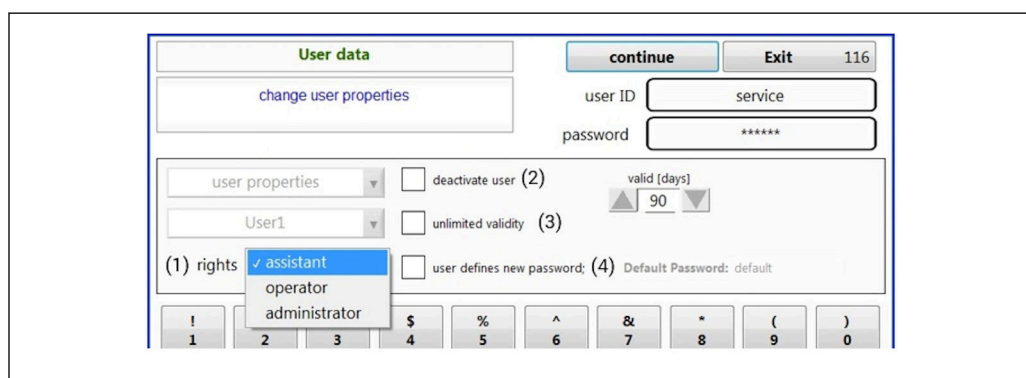 User data
continue
Exit 116
change user properties
user ID service
password ******
user properties ▼ deactivate user (2) valid [days]
▲ 90 ▼
User1 ▼ unlimited validity (3)
(1) rights ✓ assistant user defines new password; (4) Default Password: default
operator
administrator
! $ % ^ & * ( )
1 2 3 4 5 6 7 8 9 0